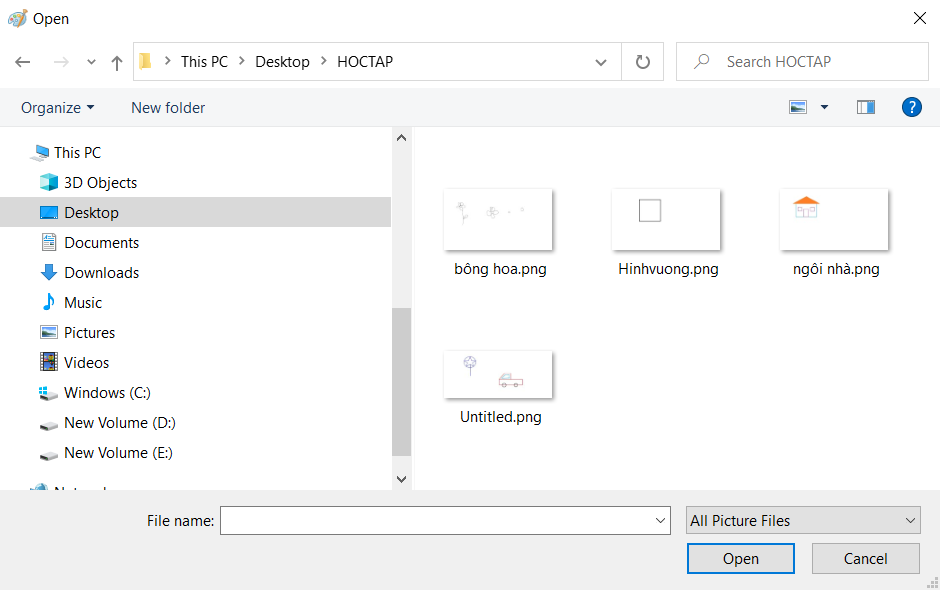 Open
This PC > Desktop > HOCTAP
Search HOCTAP
Organize
New folder
?
This PC
3D Objects
Desktop
Documents
Downloads
Music
Pictures
Videos
Windows (C:)
New Volume (D:)
New Volume (E:)
bông hoa.png
Hinhvuong.png
ngôi nhà.png
Untitled.png
File name:
All Picture Files
Open
Cancel